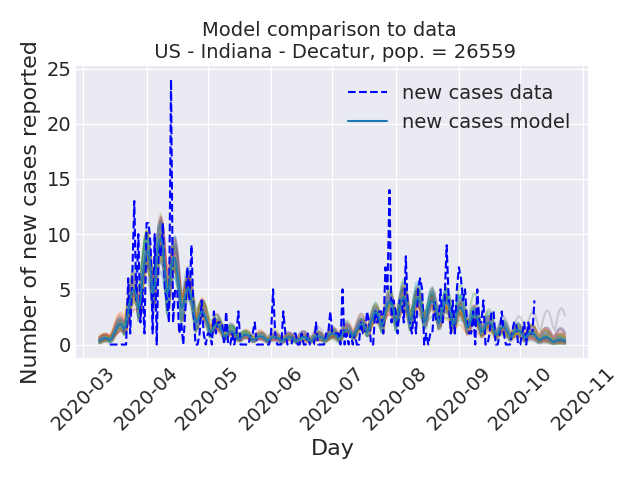 Model comparison to data
US - Indiana - Decatur, pop. = 26559
Number of new cases reported
25
20
15
10
5
0
new cases data
new cases model
2020-03
2020-04
2020-05
2020-06
2020-07
2020-08
2020-09
2020-10
2020-11
Day